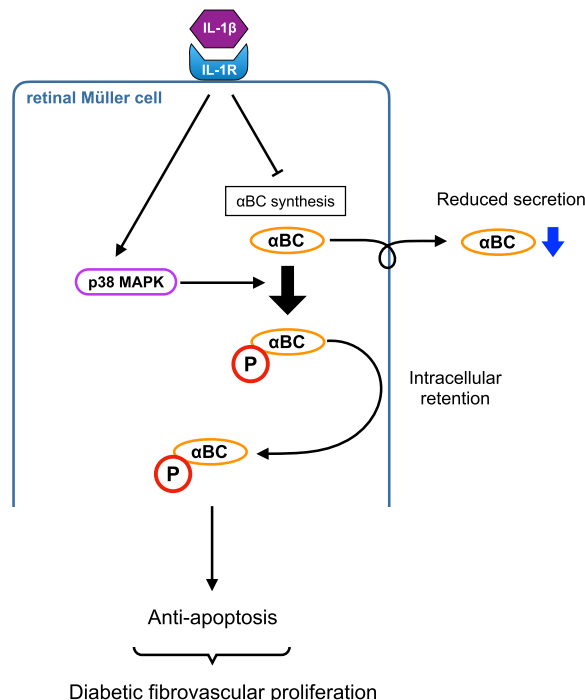 IL-1β
IL-1R
retinal Müller cell
αBC synthesis
Reduced secretion
αBC
αBC
p38 MAPK
αBC
P
Intracellular
retention
αBC
P
Anti-apoptosis
Diabetic fibrovascular proliferation